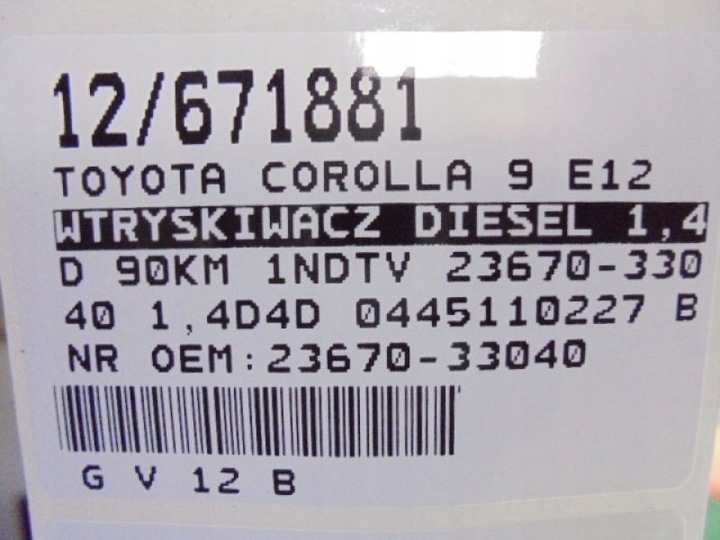 12/671881
TOYOTA COROLLA 9 E12
WTRYSKIWACZ DIESEL 1,4
D 90KM 1NDTV 23670-330
40 1,4D4D 0445110227 B
NR OEM:23670-33040
G V 12 B